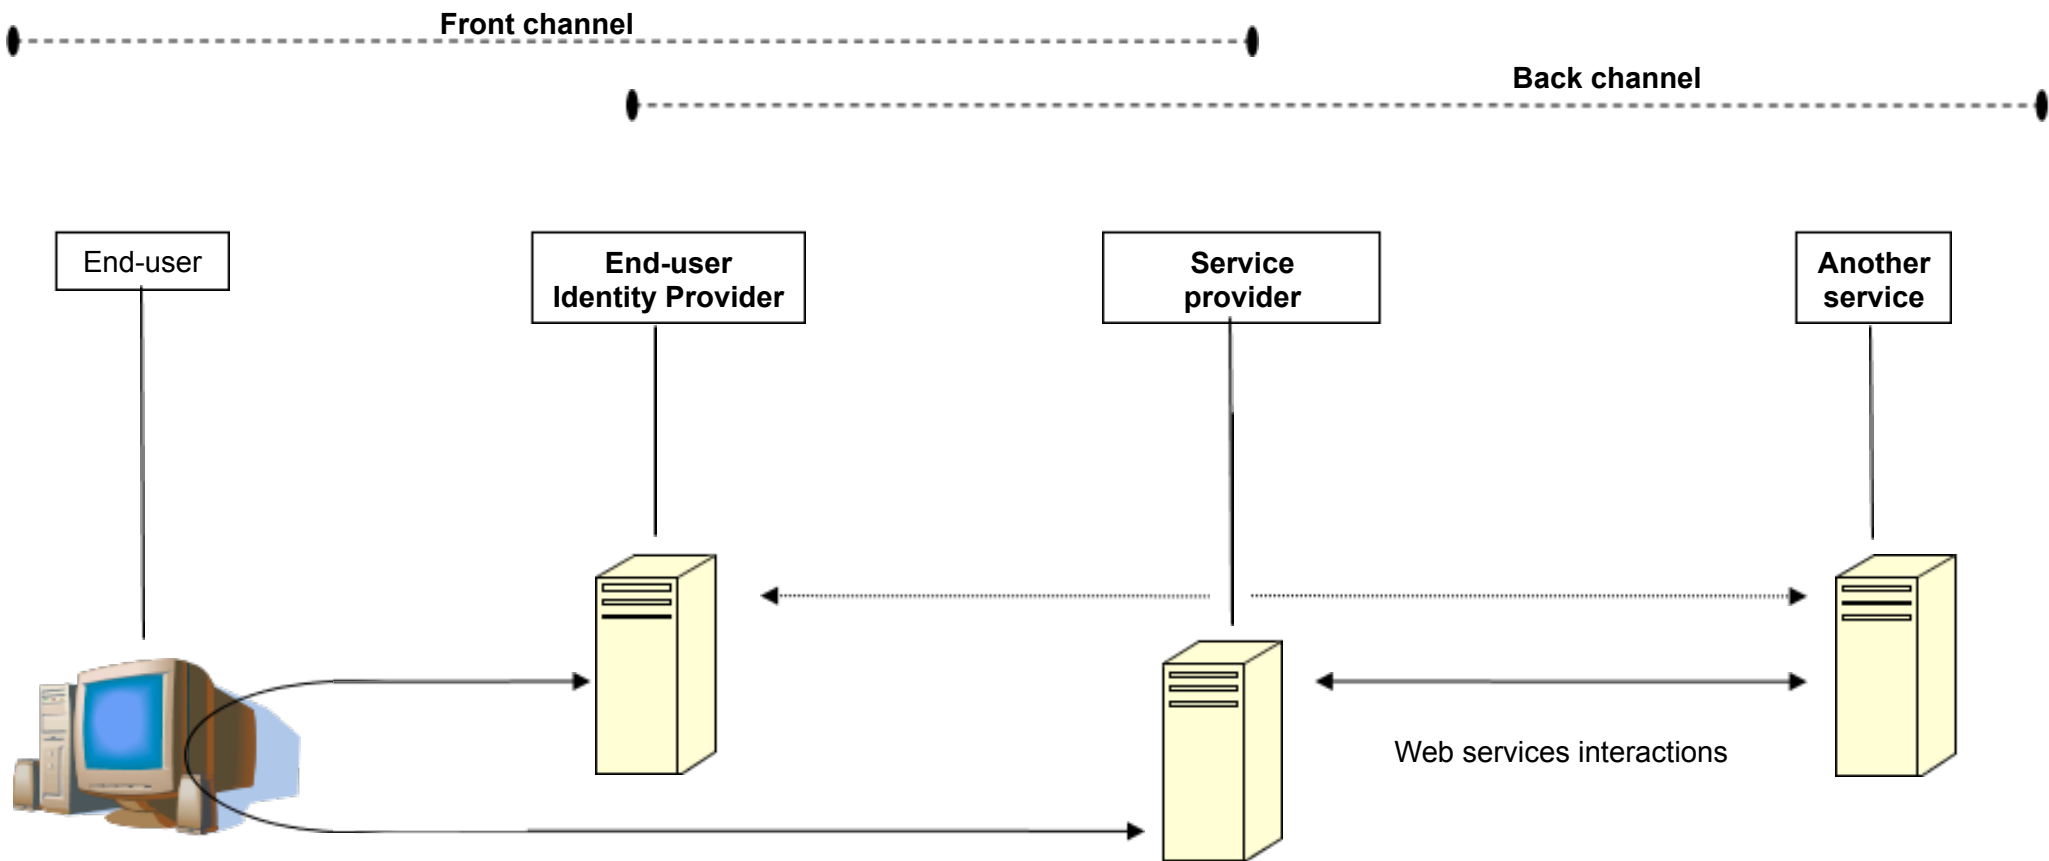 Front channel
Back channel
End-user
End-user
Identity Provider
Service
provider
Another
service
Web services interactions